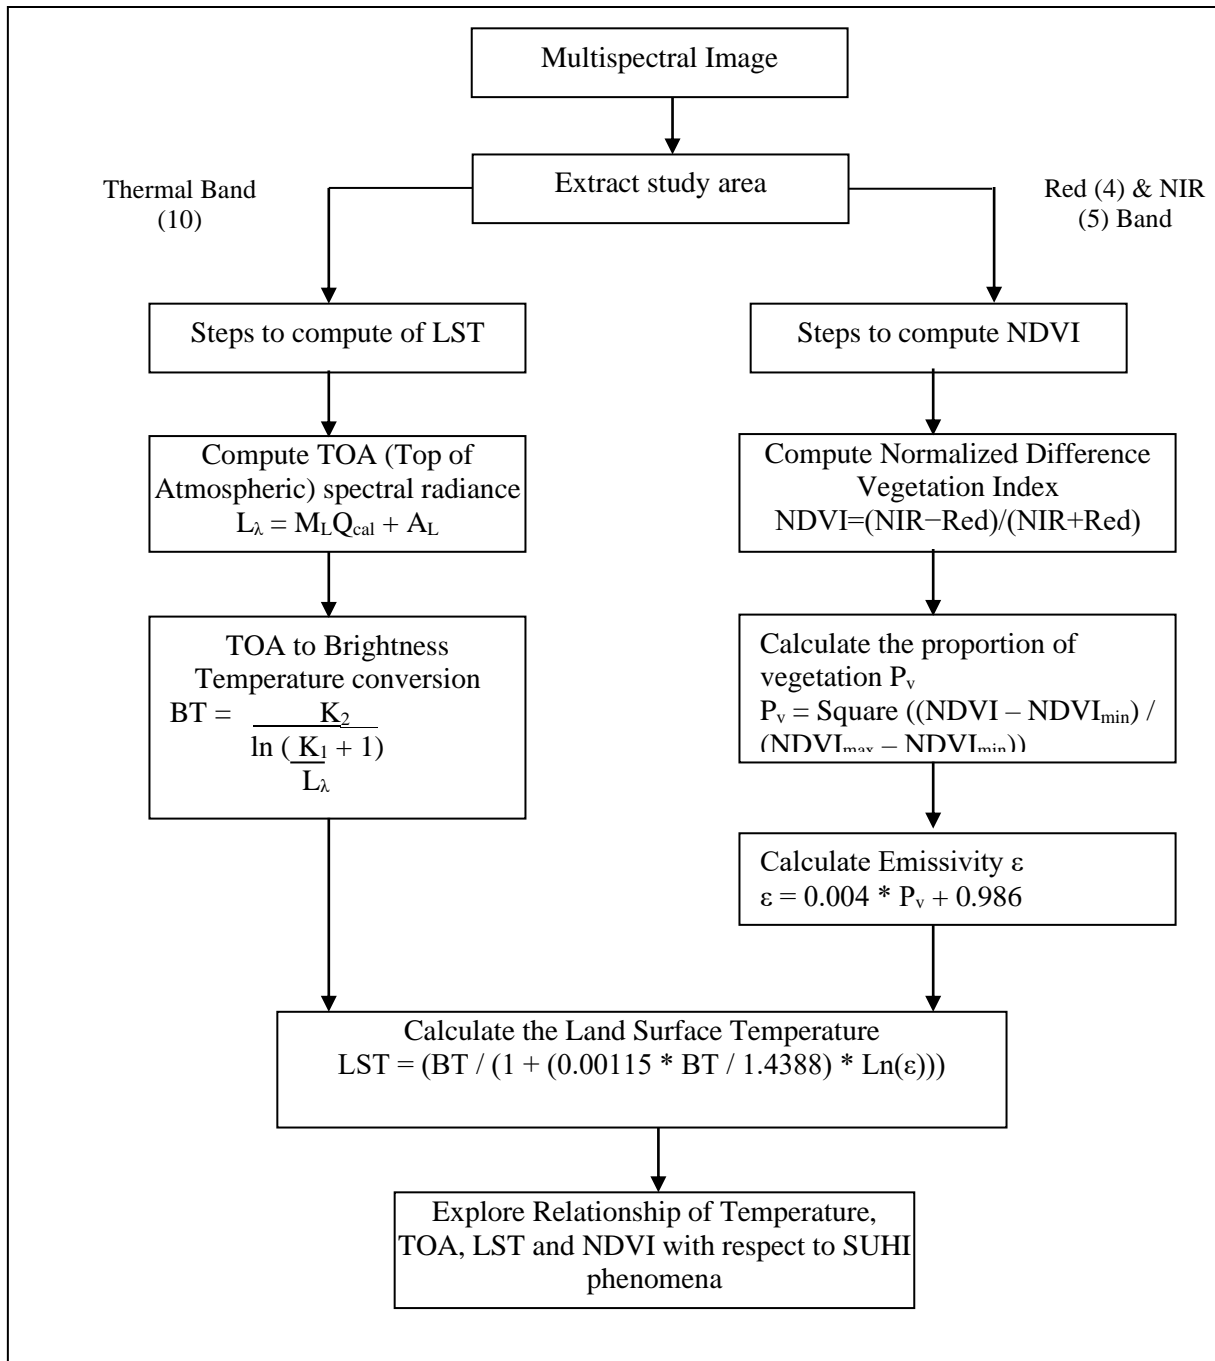 Multispectral Image
Extract study area
Thermal Band
(10)
Red (4) & NIR
(5) Band
Steps to compute of LST
Steps to compute NDVI
Compute TOA (Top of
Atmospheric) spectral radiance
Lλ = MLQcal + AL
Compute Normalized Difference
Vegetation Index
NDVI=(NIR−Red)/(NIR+Red)
TOA to Brightness
Temperature conversion
BT = K2
ln ( K1 + 1)
Lλ
Calculate the proportion of
vegetation Pv
Pv = Square ((NDVI – NDVImin) /
(NDVImax – NDVImin))
Calculate Emissivity ε
ε = 0.004 * Pv + 0.986
Calculate the Land Surface Temperature
LST = (BT / (1 + (0.00115 * BT / 1.4388) * Ln(ε)))
Explore Relationship of Temperature,
TOA, LST and NDVI with respect to SUHI
phenomena